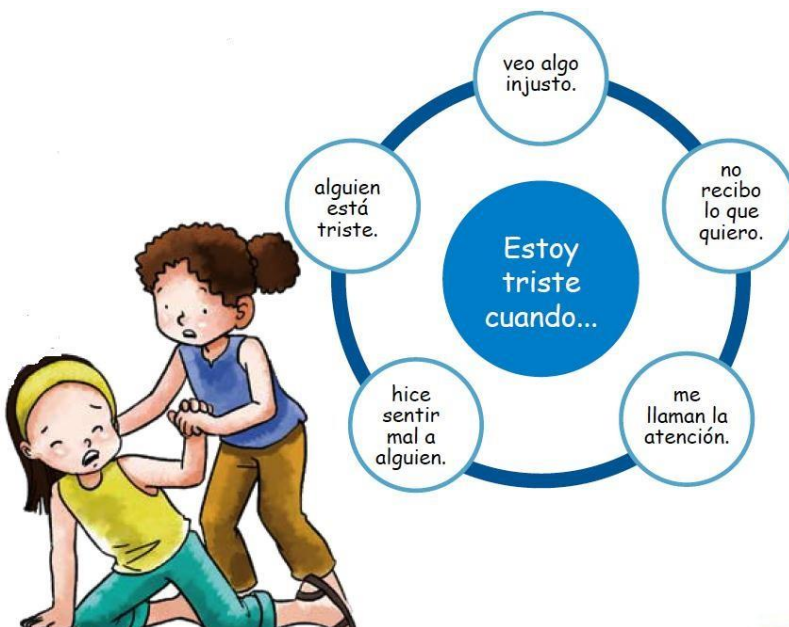 Estoy
triste
cuando...
veo algo
injusto.
no
recibo
lo que
quiero.
me
llaman la
atención.
hice
sentir
mal a
alguien.
alguien
está
triste.